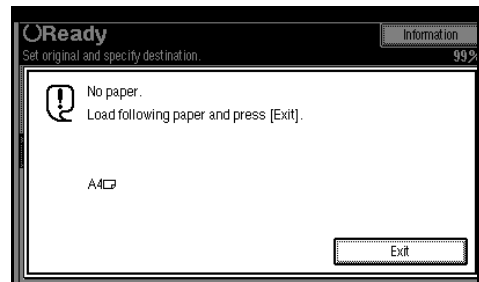 Ready
Information
Set original and specify destination.
99%
No paper.
Load following paper and press [Exit].
A4
Exit